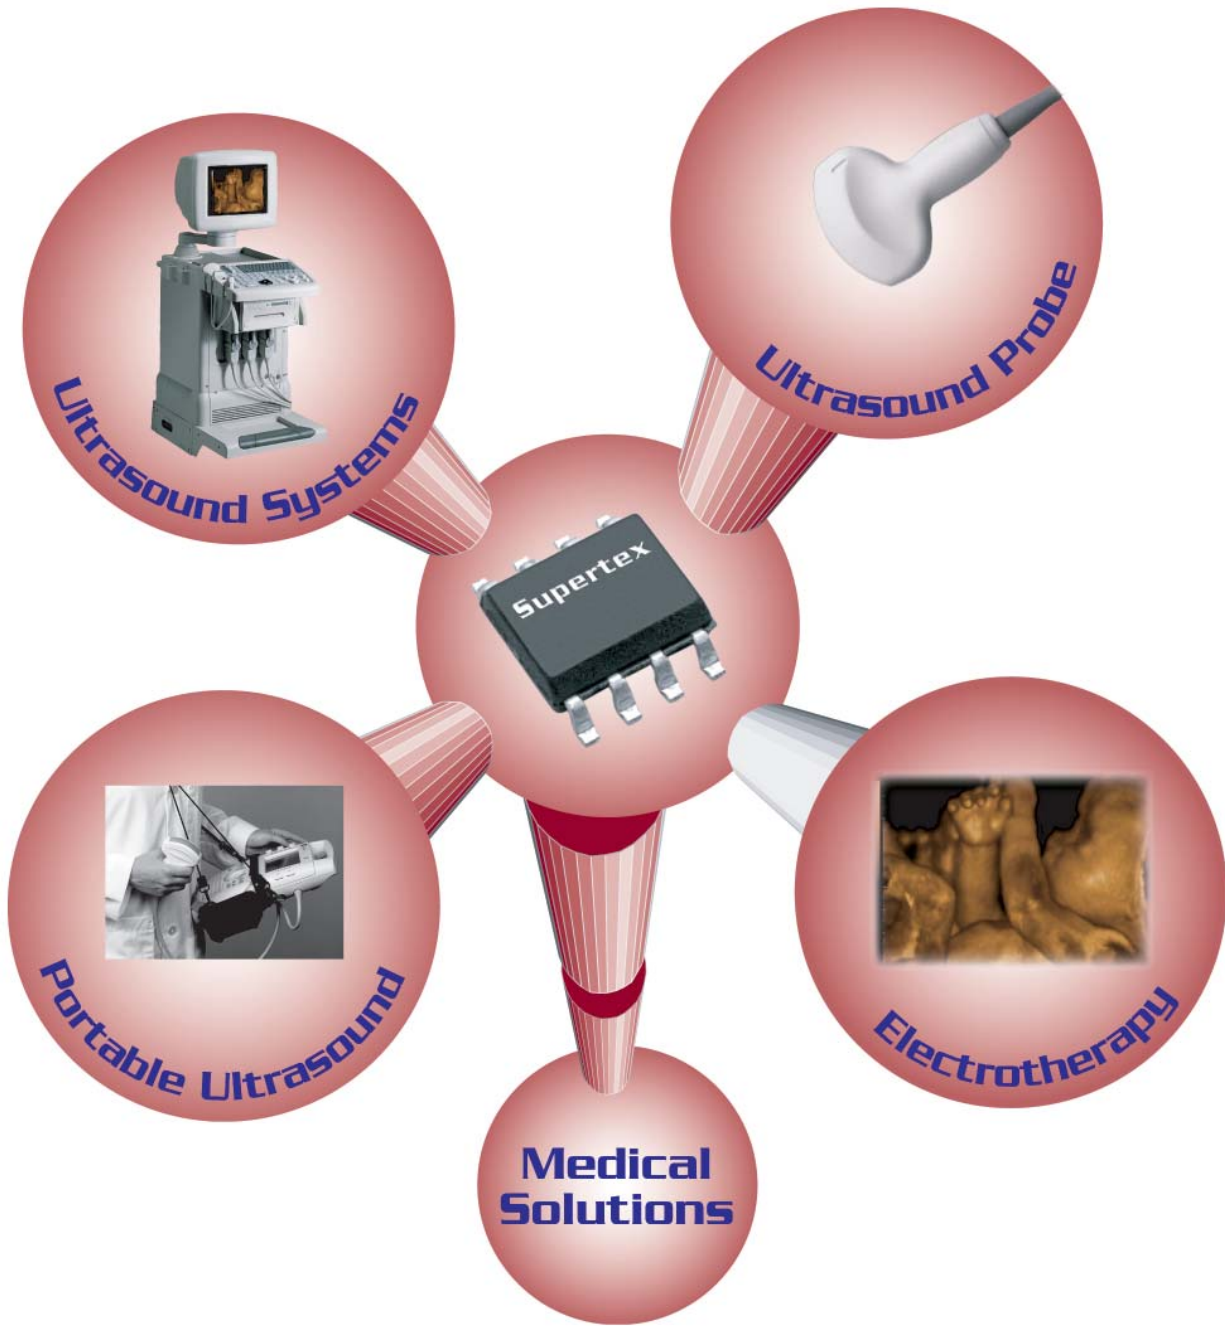 Ultrasound Systems
Ultrasound Probe
Supertex
Portable Ultrasound
Electrotherapy
Medical
Solutions